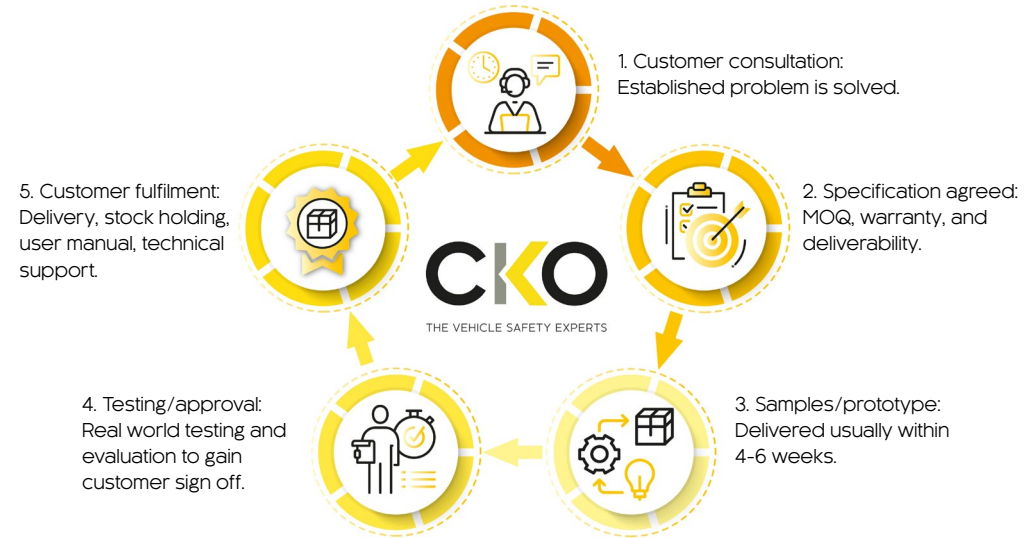 1. Customer consultation:
Established problem is solved.
2. Specification agreed:
MOQ, warranty, and
deliverability.
3. Samples/prototype:
Delivered usually within
4-6 weeks.
4. Testing/approval:
Real world testing and
evaluation to gain
customer sign off.
5. Customer fulfilment:
Delivery, stock holding,
user manual, technical
support.
CKO
THE VEHICLE SAFETY EXPERTS